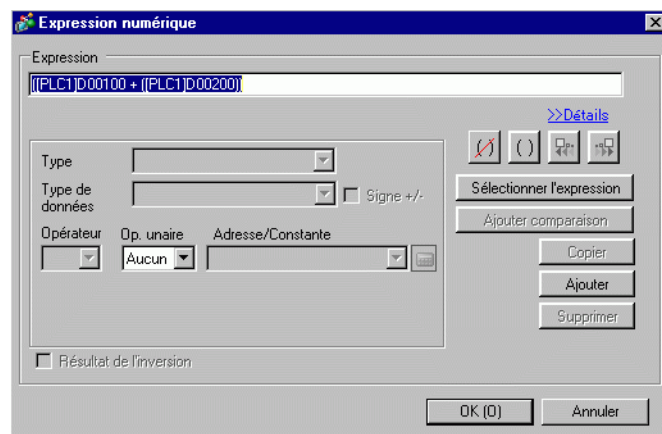 Expression numérique
Expression
([PLC1]D00100 + ([PLC1]D00200))
>>Détails
( ) ( )
Type
Type de données
Signe +/-
Sélectionner l'expression
Ajouter comparaison
Opérateur Op. unaire Adresse/Constante
Aucun
Copier
Ajouter
Supprimer
Résultat de l'inversion
OK (O) Annuler